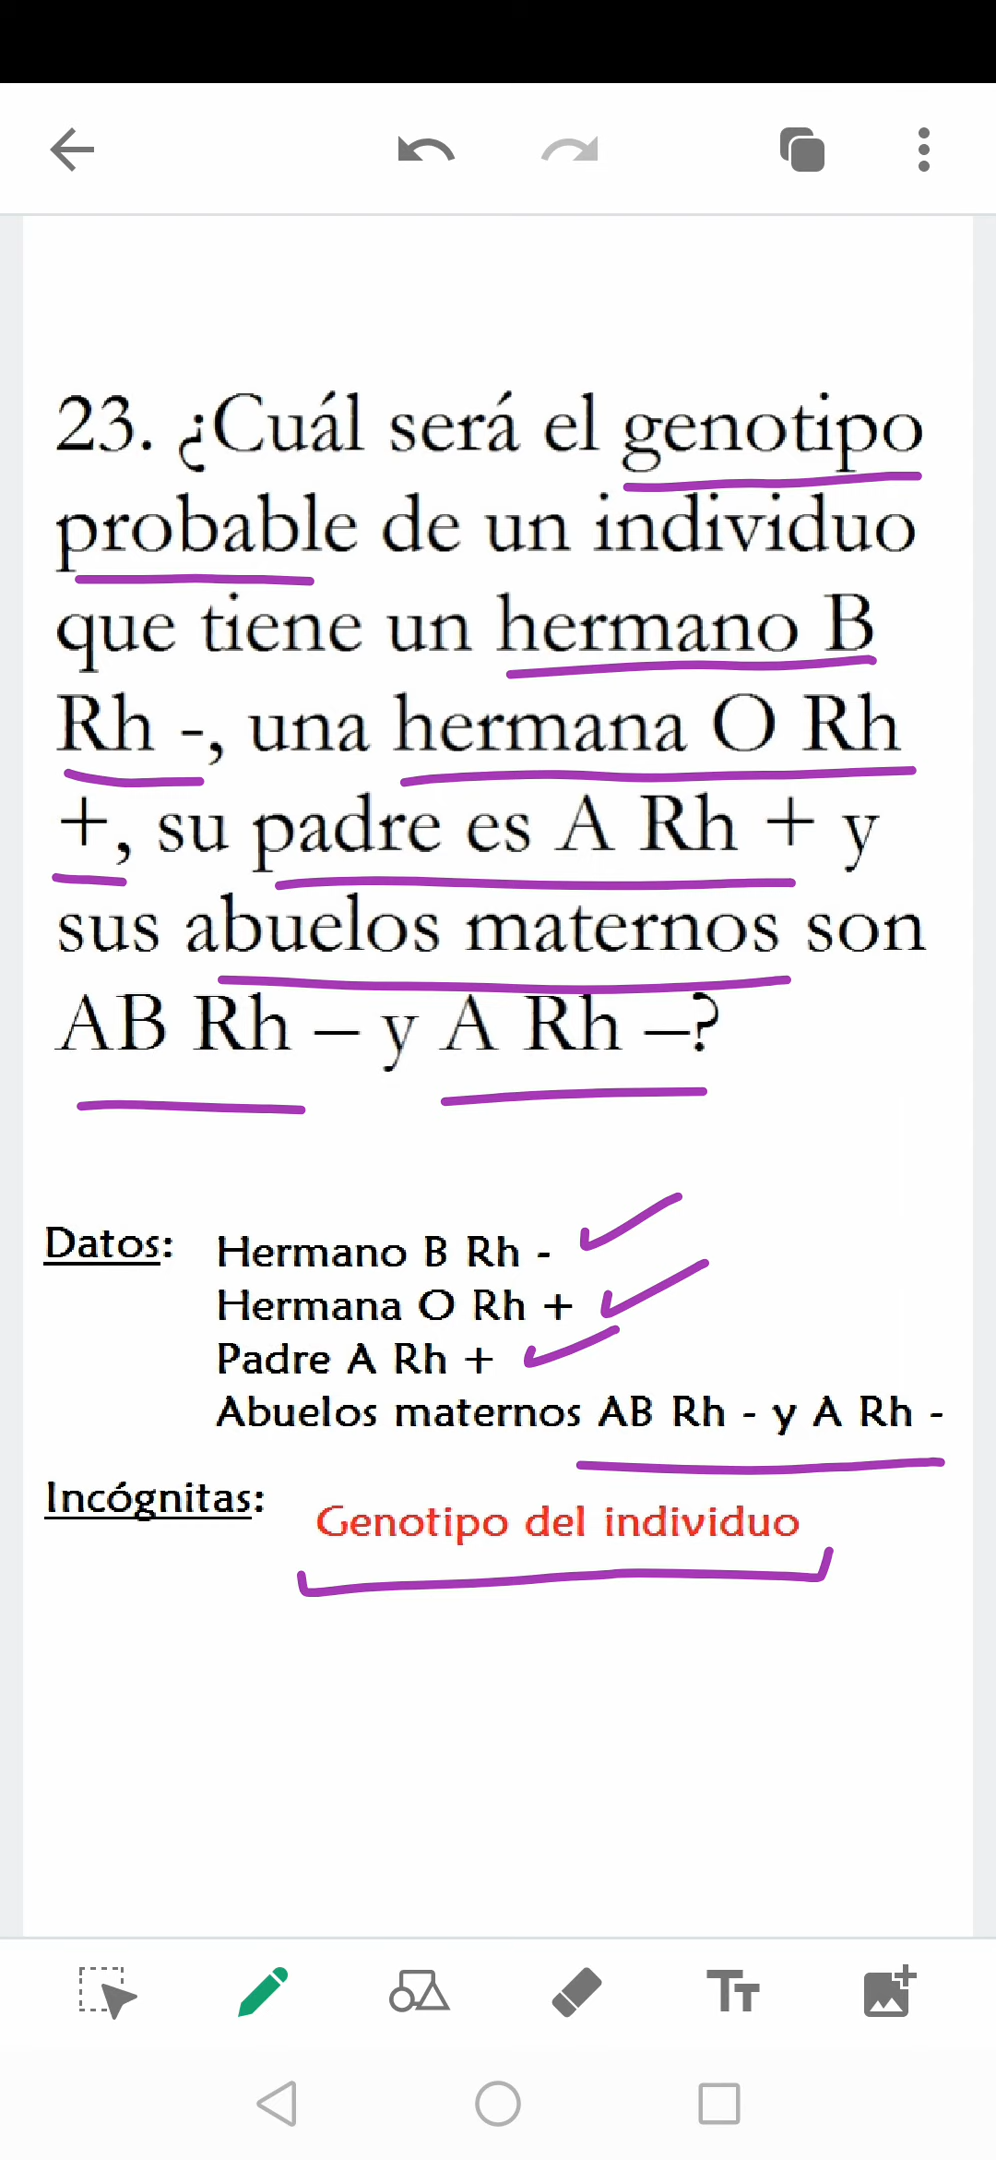 23. ¿Cuál será el genotipo
probable de un individuo
que tiene un hermano B
Rh -, una hermana O Rh
+, su padre es A Rh + y
sus abuelos maternos son
AB Rh – y A Rh –?
Datos:
Hermano B Rh -
Hermana O Rh +
Padre A Rh +
Abuelos maternos AB Rh - y A Rh -
Incógnitas:
Genotipo del individuo
TT